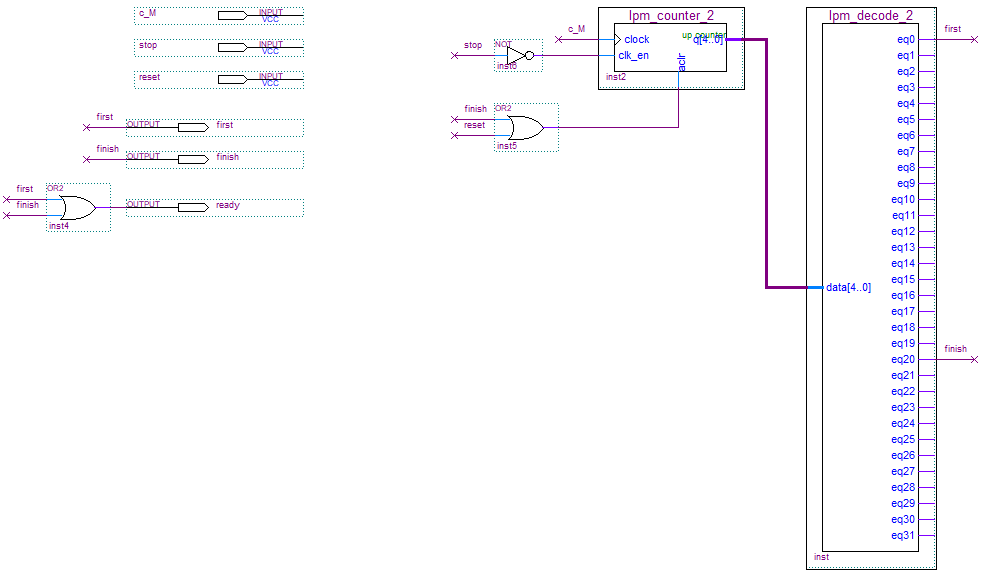 c_M INPUT VCC
stop INPUT VCC
reset INPUT VCC
first OUTPUT first
finish OUTPUT finish
first
finish
OR2
inst4
OUTPUT ready
stop NOT
inst6
finish
reset
OR2
inst5
c_M
lpm_counter_2
up counter
clock
q[4..0]
clk_en
aclr
inst2
lpm_decode_2
data[4..0]
eq0 first
eq1
eq2
eq3
eq4
eq5
eq6
eq7
eq8
eq9
eq10
eq11
eq12
eq13
eq14
eq15
eq16
eq17
eq18
eq19
eq20 finish
eq21
eq22
eq23
eq24
eq25
eq26
eq27
eq28
eq29
eq30
eq31
inst